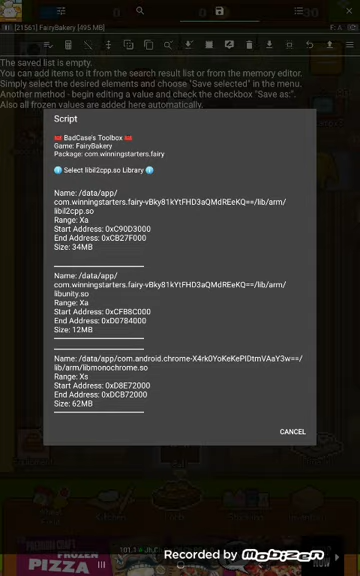 [21561] FairyBakery [495 MB]
The saved list is empty.
You can add items to it from the search result list or from the memory editor.
Simply select the desired elements and choose "Save selected" in the menu.
Another method - begin editing a value and check the checkbox "Save as:".
Also all frozen values are added here automatically.
Script
BadCase's Toolbox
Game: FairyBakery
Package: com.winningstarters.fairy
Select libil2cpp.so Library
Name: /data/app/
com.winningstarters.fairy-vBky81kYtFHD3aQMdREeKQ==/lib/arm/
libil2cpp.so
Range: Xa
Start Address: 0xC90D3000
End Address: 0xCB27F000
Size: 34MB
Name: /data/app/
com.winningstarters.fairy-vBky81kYtFHD3aQMdREeKQ==/lib/arm/
libunity.so
Range: Xa
Start Address: 0xCFB8C000
End Address: 0xD07B4000
Size: 12MB
Name: /data/app/com.android.chrome-X4rk0YoKeKePIDtmVAaY3w==/
lib/arm/libmonochrome.so
Range: Xs
Start Address: 0xD8E72000
End Address: 0xDCB72000
Size: 62MB
CANCEL
FROZEN
PIZZA
Recorded by Mobizen
NOW